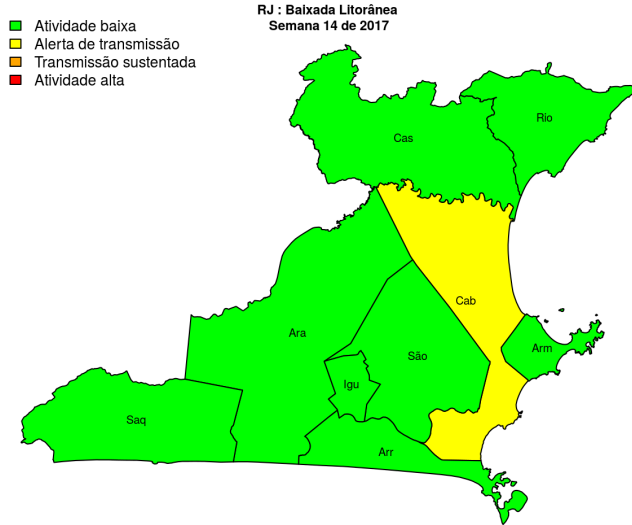 RJ : Baixada Litorânea
Semana 14 de 2017
Atividade baixa
Alerta de transmissão
Transmissão sustentada
Atividade alta
Rio
Cas
Cab
Ara
Arm
São
Igu
Saq
Arr